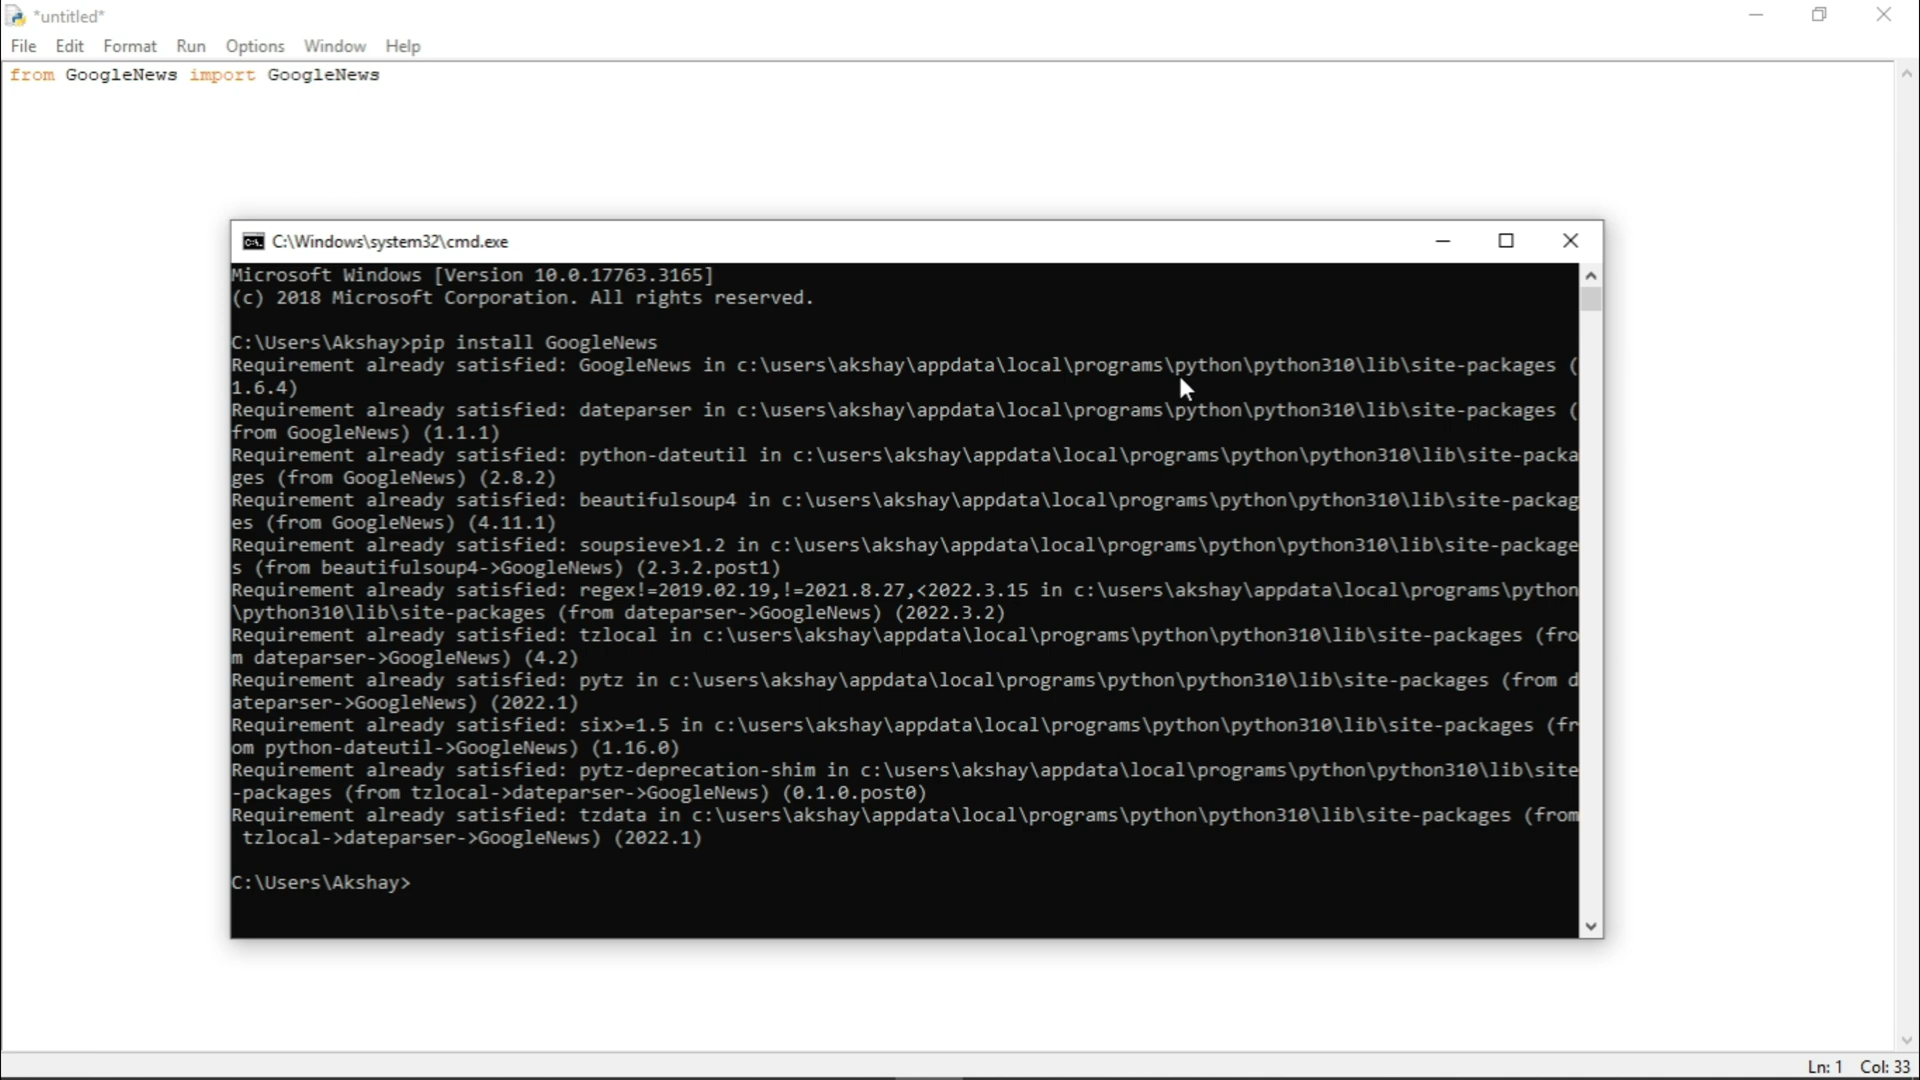 *untitled*
File Edit Format Run Options Window Help
from GoogleNews import GoogleNews
C:\Windows\system32\cmd.exe
Microsoft Windows [Version 10.0.17763.3165]
(c) 2018 Microsoft Corporation. All rights reserved.
C:\Users\Akshay>pip install GoogleNews
Requirement already satisfied: GoogleNews in c:\users\akshay\appdata\local\programs\python\python310\lib\site-packages (
1.6.4)
Requirement already satisfied: dateparser in c:\users\akshay\appdata\local\programs\python\python310\lib\site-packages (
from GoogleNews) (1.1.1)
Requirement already satisfied: python-dateutil in c:\users\akshay\appdata\local\programs\python\python310\lib\site-packa
ges (from GoogleNews) (2.8.2)
Requirement already satisfied: beautifulsoup4 in c:\users\akshay\appdata\local\programs\python\python310\lib\site-packag
es (from GoogleNews) (4.11.1)
Requirement already satisfied: soupsieve>1.2 in c:\users\akshay\appdata\local\programs\python\python310\lib\site-package
s (from beautifulsoup4->GoogleNews) (2.3.2.post1)
Requirement already satisfied: regex!=2019.02.19,!=2021.8.27,<2022.3.15 in c:\users\akshay\appdata\local\programs\python
\python310\lib\site-packages (from dateparser->GoogleNews) (2022.3.2)
Requirement already satisfied: tzlocal in c:\users\akshay\appdata\local\programs\python\python310\lib\site-packages (fro
m dateparser->GoogleNews) (4.2)
Requirement already satisfied: pytz in c:\users\akshay\appdata\local\programs\python\python310\lib\site-packages (from d
ateparser->GoogleNews) (2022.1)
Requirement already satisfied: six>=1.5 in c:\users\akshay\appdata\local\programs\python\python310\lib\site-packages (fr
om python-dateutil->GoogleNews) (1.16.0)
Requirement already satisfied: pytz-deprecation-shim in c:\users\akshay\appdata\local\programs\python\python310\lib\site
-packages (from tzlocal->dateparser->GoogleNews) (0.1.0.post0)
Requirement already satisfied: tzdata in c:\users\akshay\appdata\local\programs\python\python310\lib\site-packages (from
 tzlocal->dateparser->GoogleNews) (2022.1)
C:\Users\Akshay>
Ln: 1 Col: 33